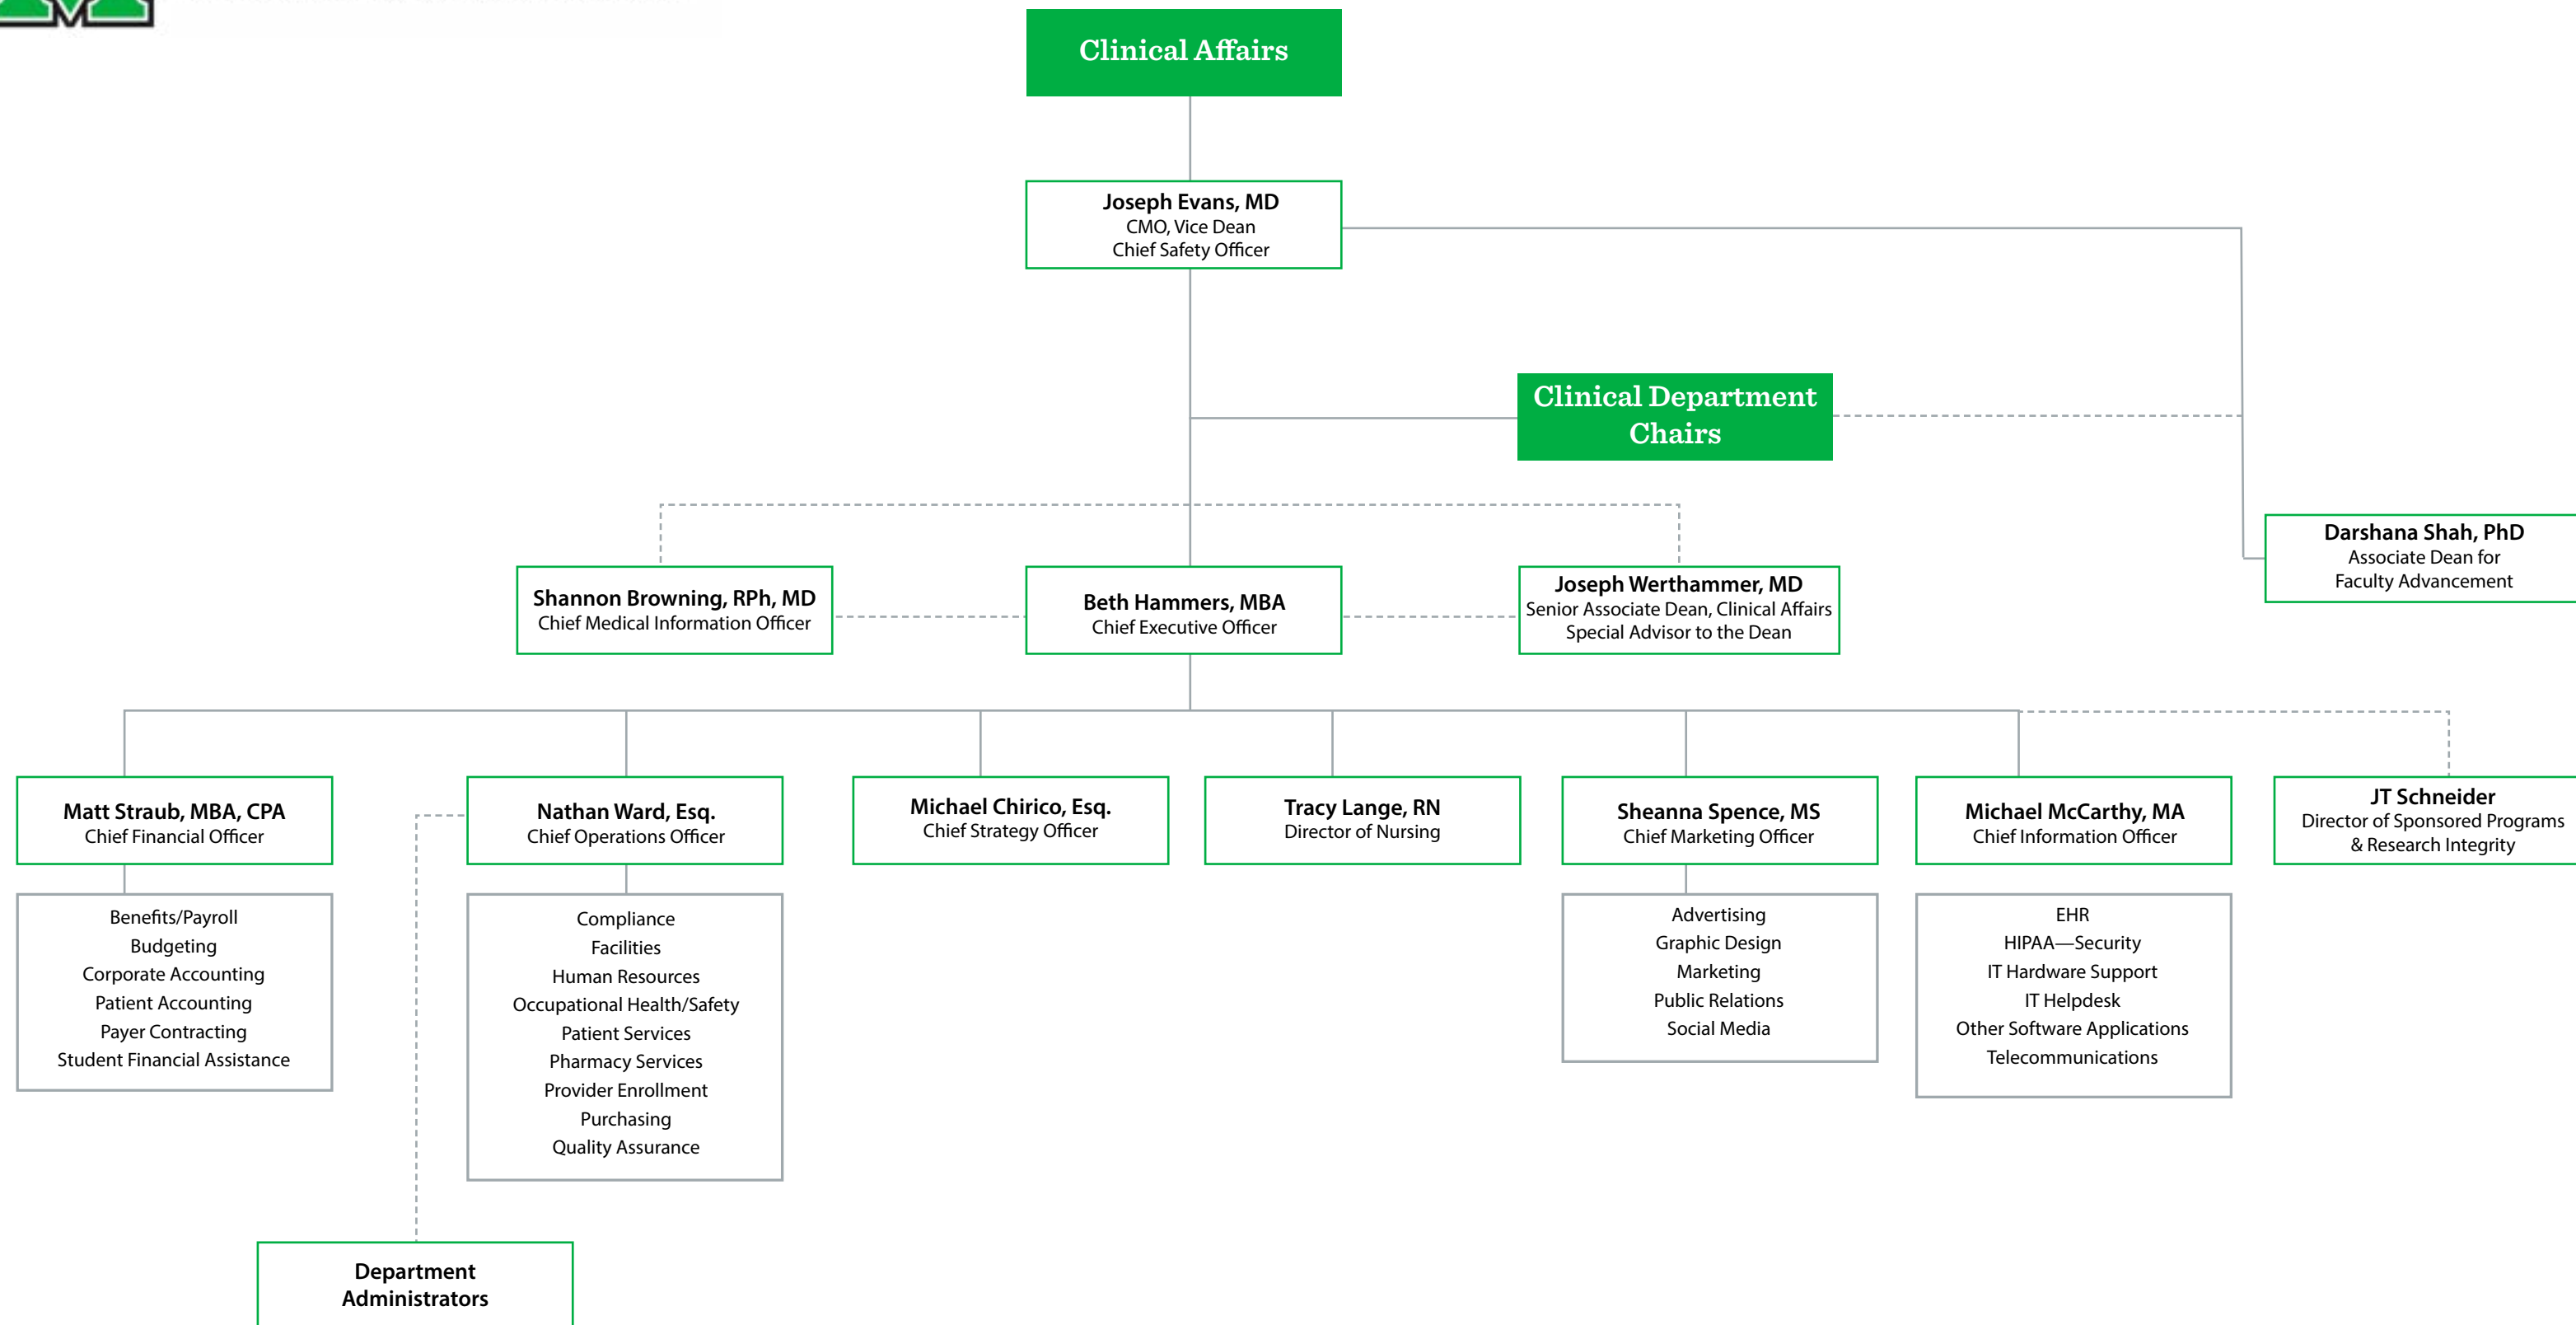 Clinical Affairs
Joseph Evans, MD
CMO, Vice Dean
Chief Safety Officer
Clinical Department
Chairs
Darshana Shah, PhD
Associate Dean for
Faculty Advancement
Shannon Browning, RPh, MD
Chief Medical Information Officer
Beth Hammers, MBA
Chief Executive Officer
Joseph Werthammer, MD
Senior Associate Dean, Clinical Affairs
Special Advisor to the Dean
Matt Straub, MBA, CPA
Chief Financial Officer
Nathan Ward, Esq.
Chief Operations Officer
Michael Chirico, Esq.
Chief Strategy Officer
Tracy Lange, RN
Director of Nursing
Sheanna Spence, MS
Chief Marketing Officer
Michael McCarthy, MA
Chief Information Officer
JT Schneider
Director of Sponsored Programs
& Research Integrity
Benefits/Payroll
Budgeting
Corporate Accounting
Patient Accounting
Payer Contracting
Student Financial Assistance
Compliance
Facilities
Human Resources
Occupational Health/Safety
Patient Services
Pharmacy Services
Provider Enrollment
Purchasing
Quality Assurance
Advertising
Graphic Design
Marketing
Public Relations
Social Media
EHR
HIPAA—Security
IT Hardware Support
IT Helpdesk
Other Software Applications
Telecommunications
Department
Administrators